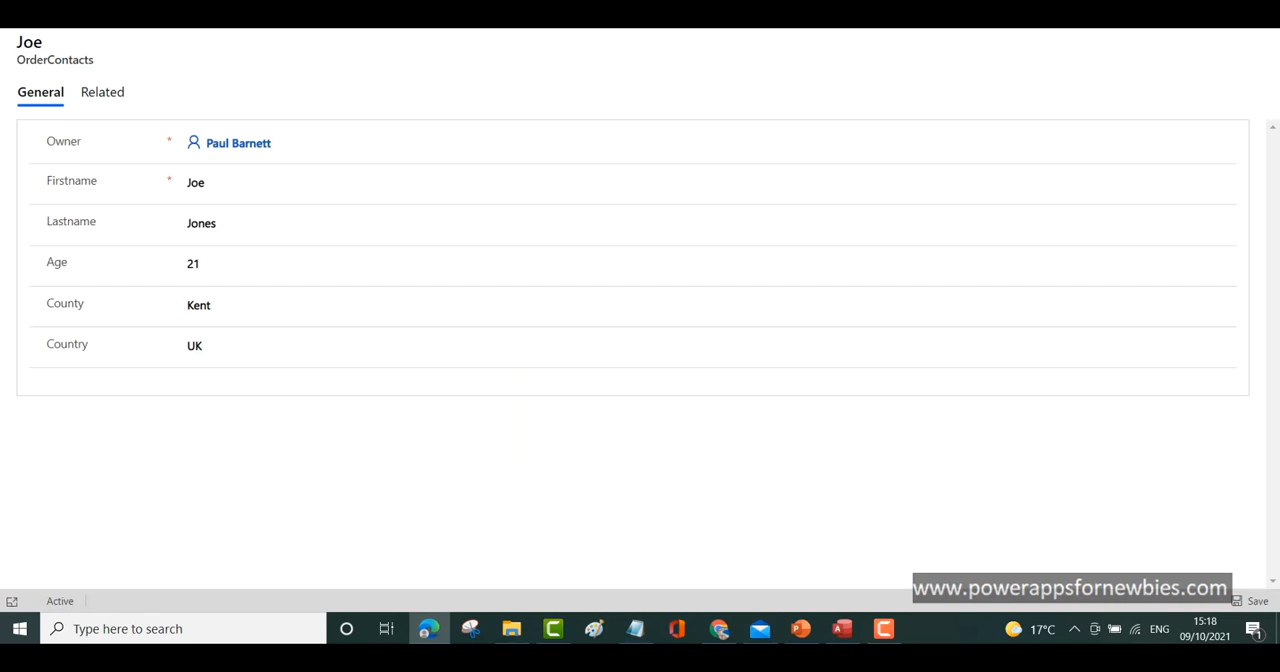 Joe
OrderContacts
General Related
Owner * Paul Barnett
Firstname * Joe
Lastname Jones
Age 21
County Kent
Country UK
www.powerappsfornewbies.com
Active Save
Type here to search 17°C ENG 15:18
09/10/2021 1